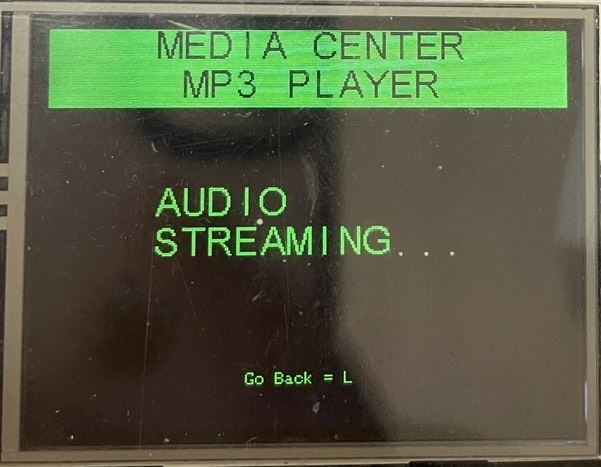 MEDIA CENTER
MP3 PLAYER
AUDIO
STREAMING...
Go Back = L